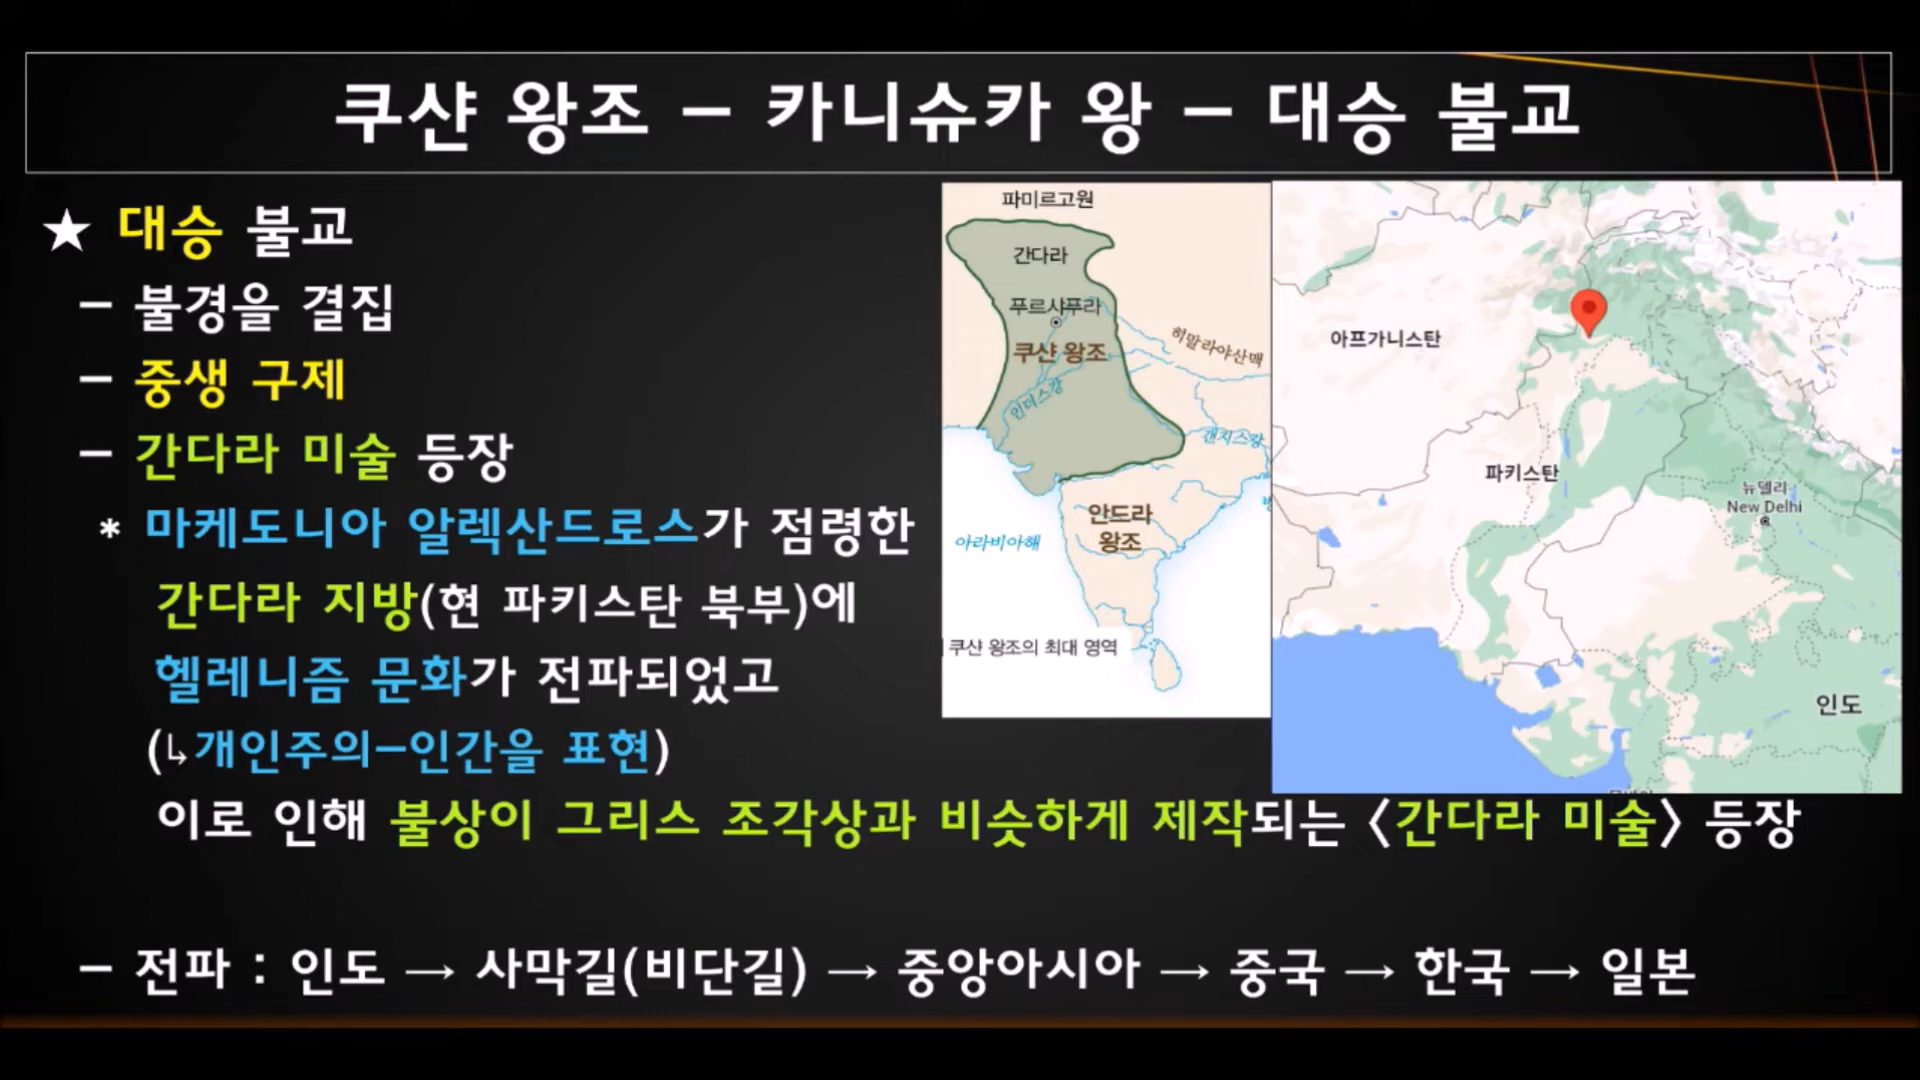 쿠샨 왕조 – 카니슈카 왕 – 대승 불교
★ 대승 불교
– 불경을 결집
– 중생 구제
– 간다라 미술 등장
* 마케도니아 알렉산드로스가 점령한
간다라 지방(현 파키스탄 북부)에
헬레니즘 문화가 전파되었고
(↳개인주의–인간을 표현)
이로 인해 불상이 그리스 조각상과 비슷하게 제작되는 〈간다라 미술〉 등장
– 전파 : 인도 → 사막길(비단길) → 중앙아시아 → 중국 → 한국 → 일본
파미르고원
간다라
푸르샤푸라
쿠샨 왕조
히말라야산맥
인더스강
갠지스강
안드라
왕조
아라비아해
쿠샨 왕조의 최대 영역
아프가니스탄
파키스탄
뉴델리
New Delhi
인도